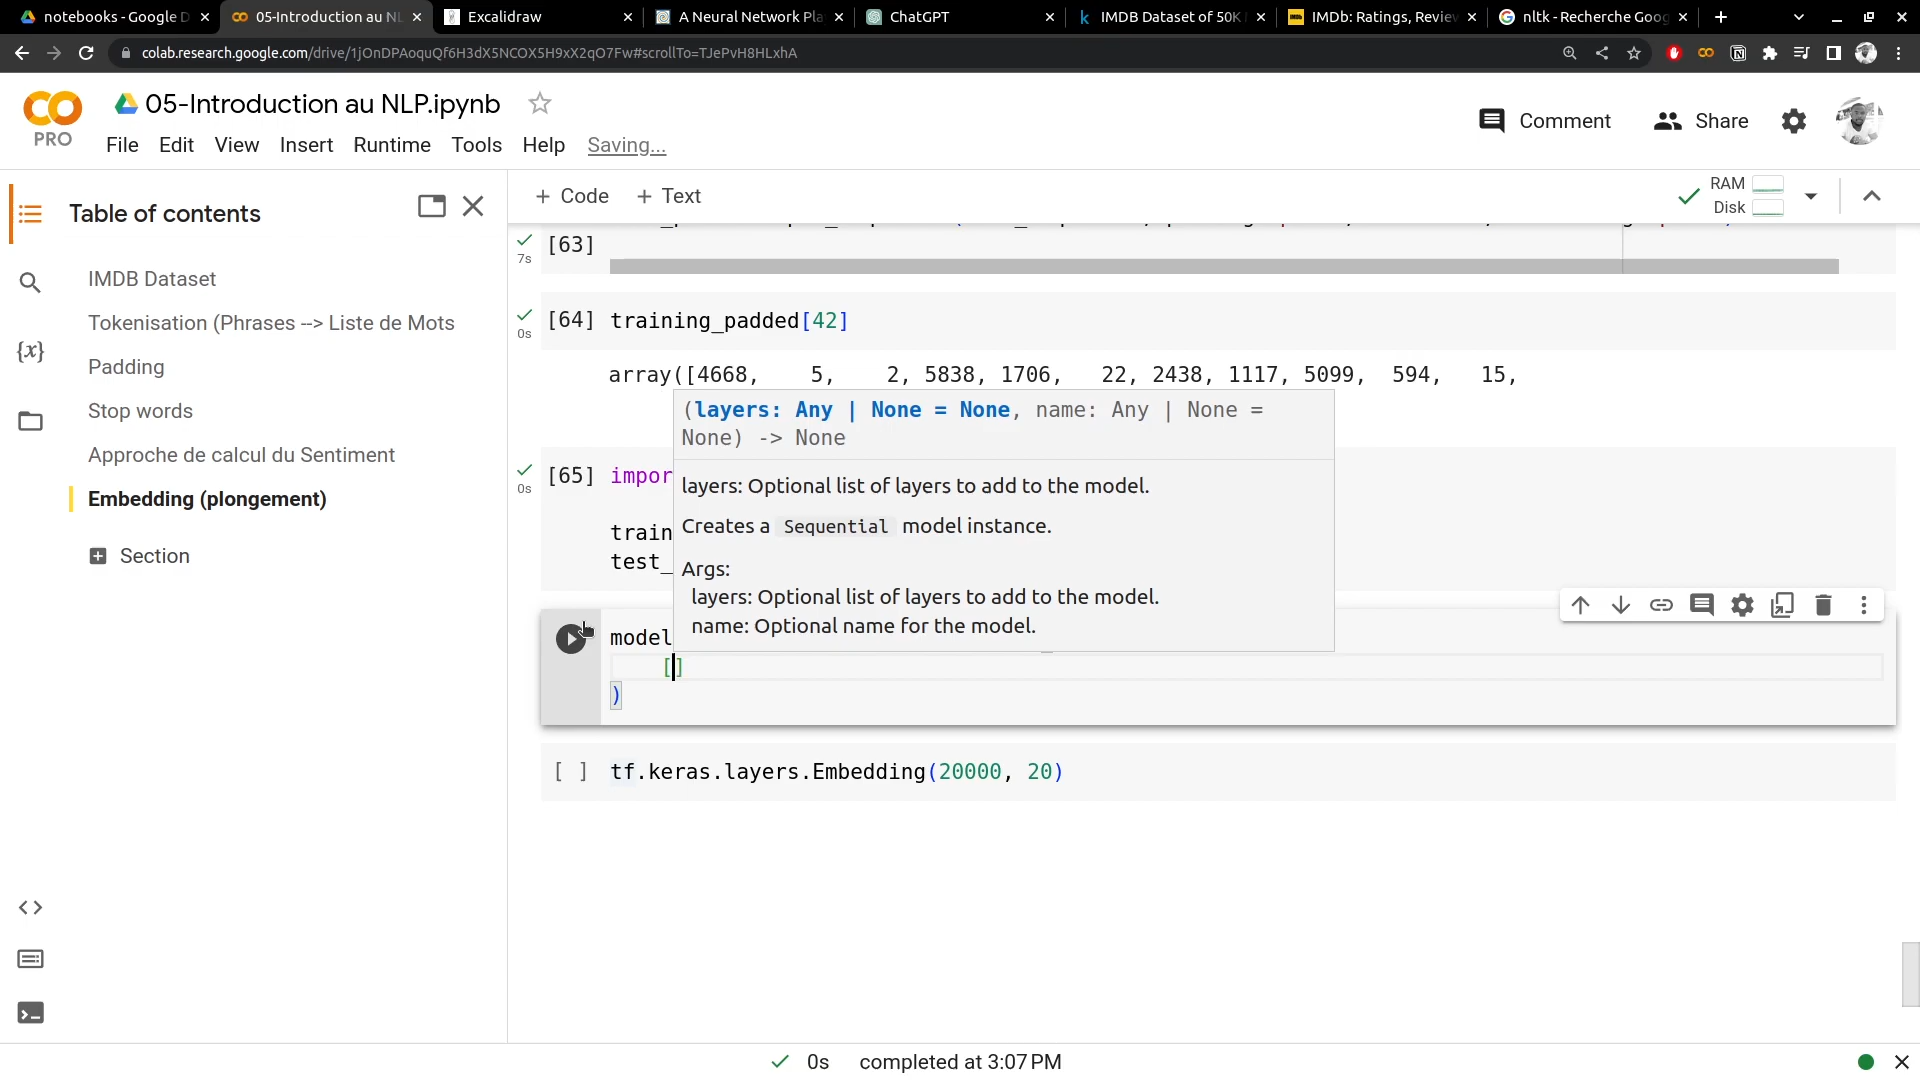 notebooks - Google D
05-Introduction au NL
Excalidraw
A Neural Network Pla
ChatGPT
IMDB Dataset of 50K
IMDb: Ratings, Review
nltk - Recherche Goog
colab.research.google.com/drive/1jOnDPAoquQf6H3dX5NCOX5H9xX2qO7Fw#scrollTo=TJePvH8HLxhA
PRO
05-Introduction au NLP.ipynb
File Edit View Insert Runtime Tools Help Saving...
Comment
Share
Table of contents
IMDB Dataset
Tokenisation (Phrases --> Liste de Mots
Padding
Stop words
Approche de calcul du Sentiment
Embedding (plongement)
Section
+ Code + Text
RAM
Disk
[63]
7s
[64] training_padded[42]
0s
array([4668, 5, 2, 5838, 1706, 22, 2438, 1117, 5099, 594, 15,
(layers: Any | None = None, name: Any | None =
None) -> None
layers: Optional list of layers to add to the model.
Creates a Sequential model instance.
Args:
layers: Optional list of layers to add to the model.
name: Optional name for the model.
[65] impor
0s
train
test_
model
[]
)
[ ] tf.keras.layers.Embedding(20000, 20)
0s completed at 3:07 PM